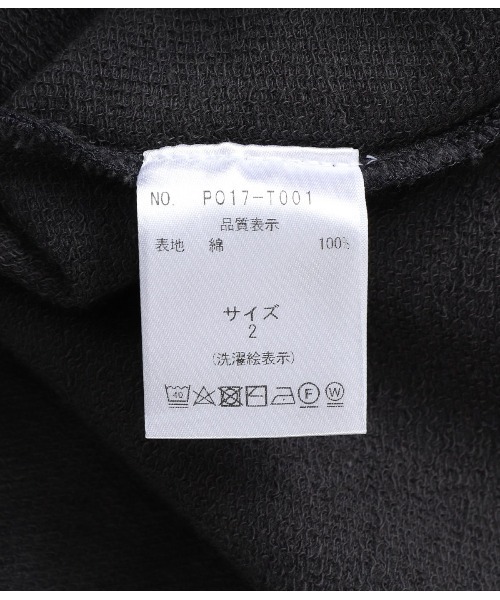 NO. PO17-T001
品質表示
表地 綿 100%
サイズ
2
(洗濯絵表示)
40 F W